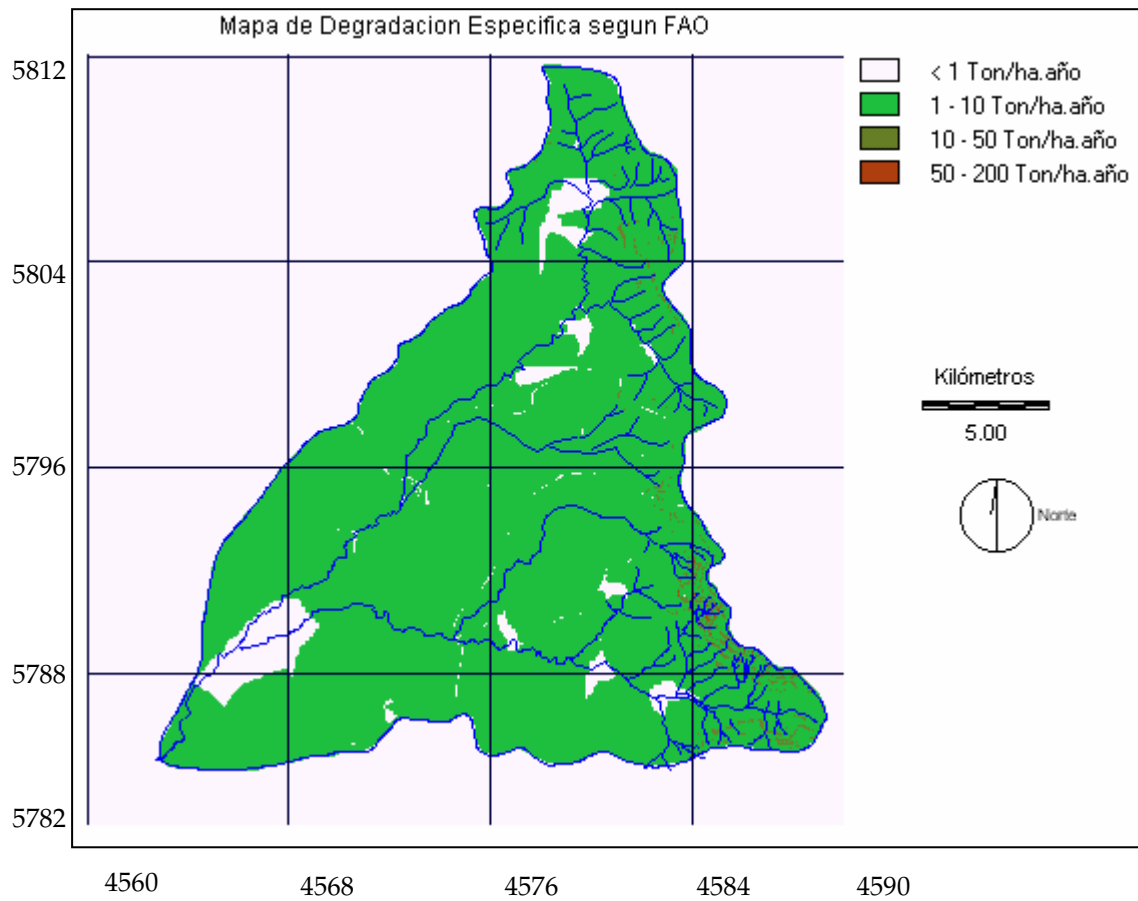 Mapa de Degradacion Especifica segun FAO
5812
5804
5796
5788
5782
< 1 Ton/ha.año
1 - 10 Ton/ha.año
10 - 50 Ton/ha.año
50 - 200 Ton/ha.año
Kilómetros
5.00
Norte
4560 4568 4576 4584 4590